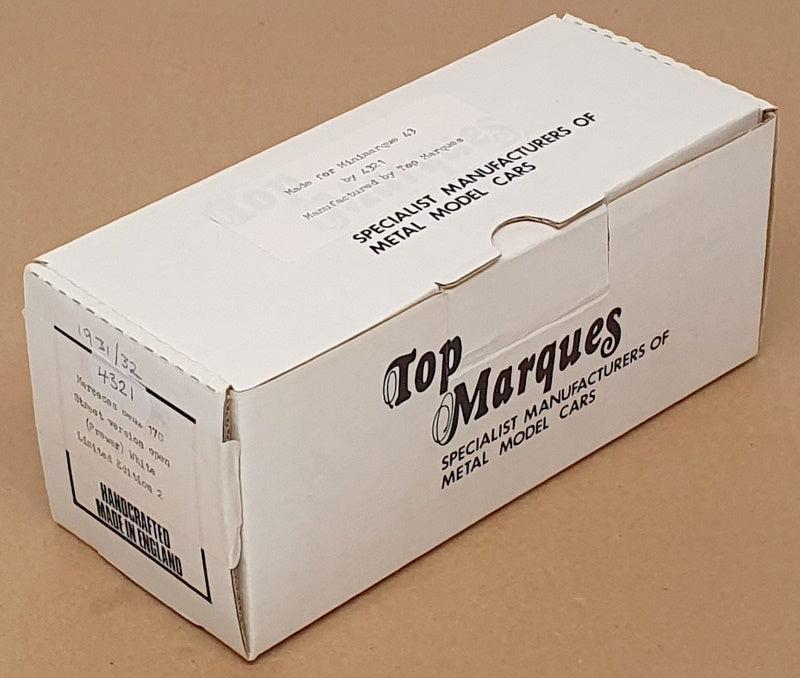 Made for Minimarque 43
by 4321
Manufactured by Top Marques
SPECIALIST MANUFACTURERS OF
METAL MODEL CARS
Top
Marques
SPECIALIST MANUFACTURERS OF
METAL MODEL CARS
1931/32
4321
170
Street version open
(Prewar) White
Limited Edition 2
HANDCRAFTED
MADE IN ENGLAND